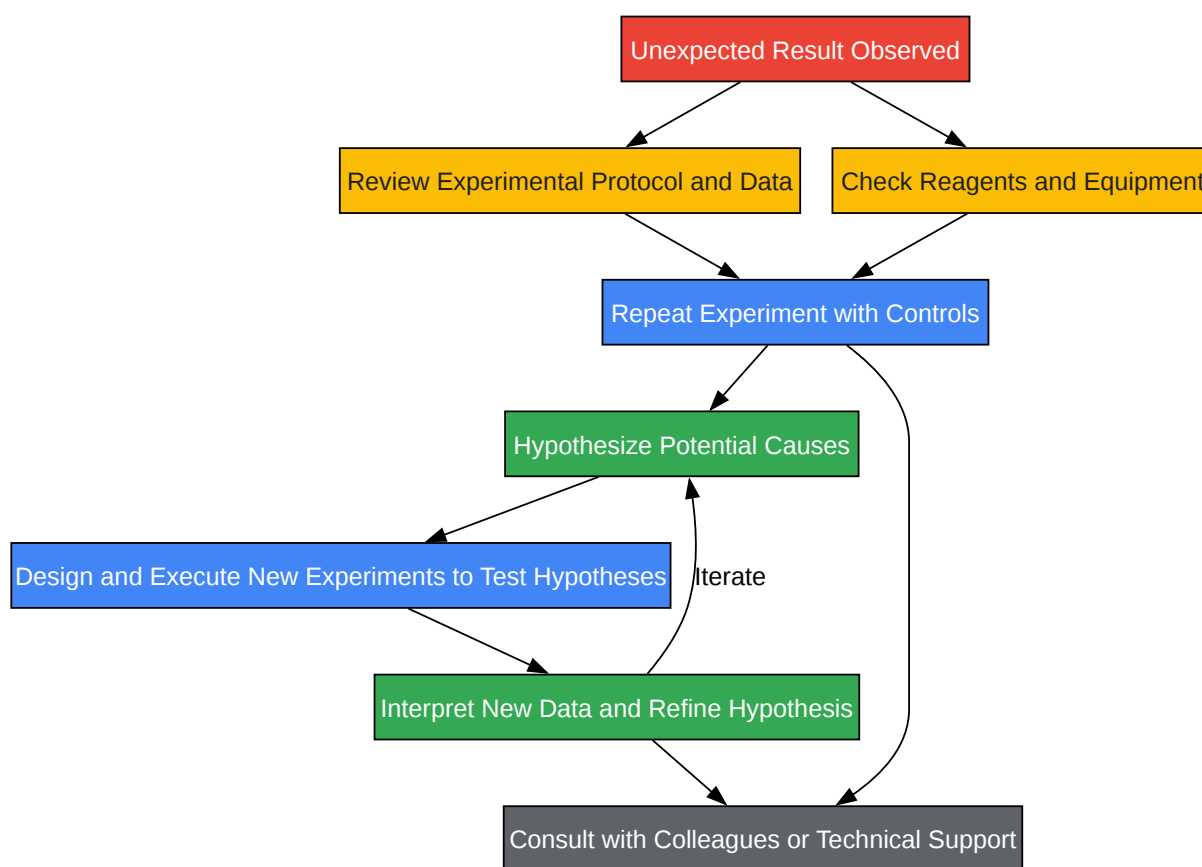 Unexpected Result Observed
Review Experimental Protocol and Data
Check Reagents and Equipment
Repeat Experiment with Controls
Hypothesize Potential Causes
Design and Execute New Experiments to Test Hypotheses
Iterate
Interpret New Data and Refine Hypothesis
Consult with Colleagues or Technical Support